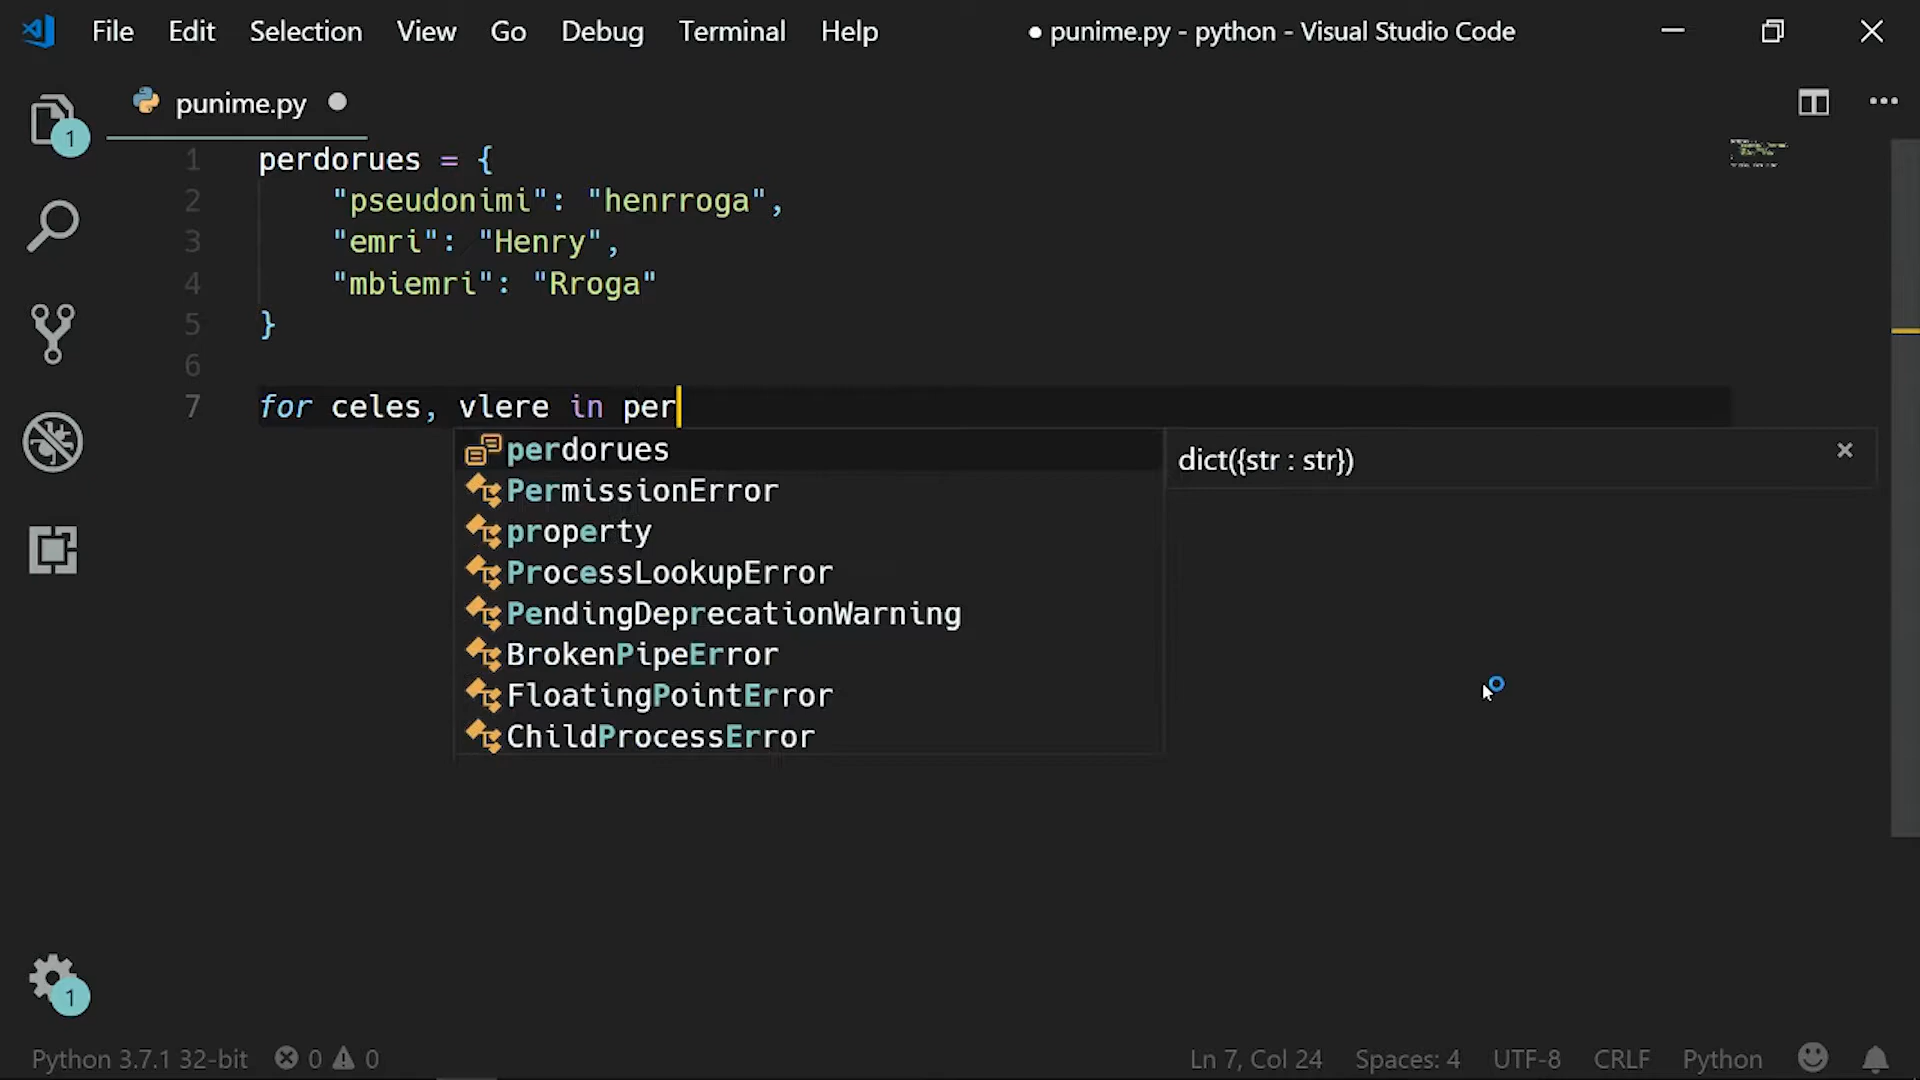 File Edit Selection View Go Debug Terminal Help ● punime.py - python - Visual Studio Code
punime.py
1
1 perdorues = {
2 "pseudonimi": "henrroga",
3 "emri": "Henry",
4 "mbiemri": "Rroga"
5 }
6
7 for celes, vlere in per
perdorues
dict({str : str})
PermissionError
property
ProcessLookupError
PendingDeprecationWarning
BrokenPipeError
FloatingPointError
ChildProcessError
1
Python 3.7.1 32-bit 0 0 Ln 7, Col 24 Spaces: 4 UTF-8 CRLF Python